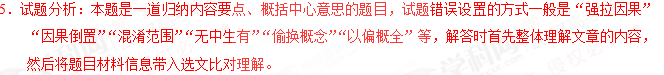 5．试题分析：本题是一道归纳内容要点、概括中心意思的题目，试题错误设置的方式一般是“强拉因果”
“因果倒置”“混淆范围”“无中生有”“偷换概念”“以偏概全”等，解答时首先整体理解文章的内容，
然后将题目材料信息带入选文比对理解。